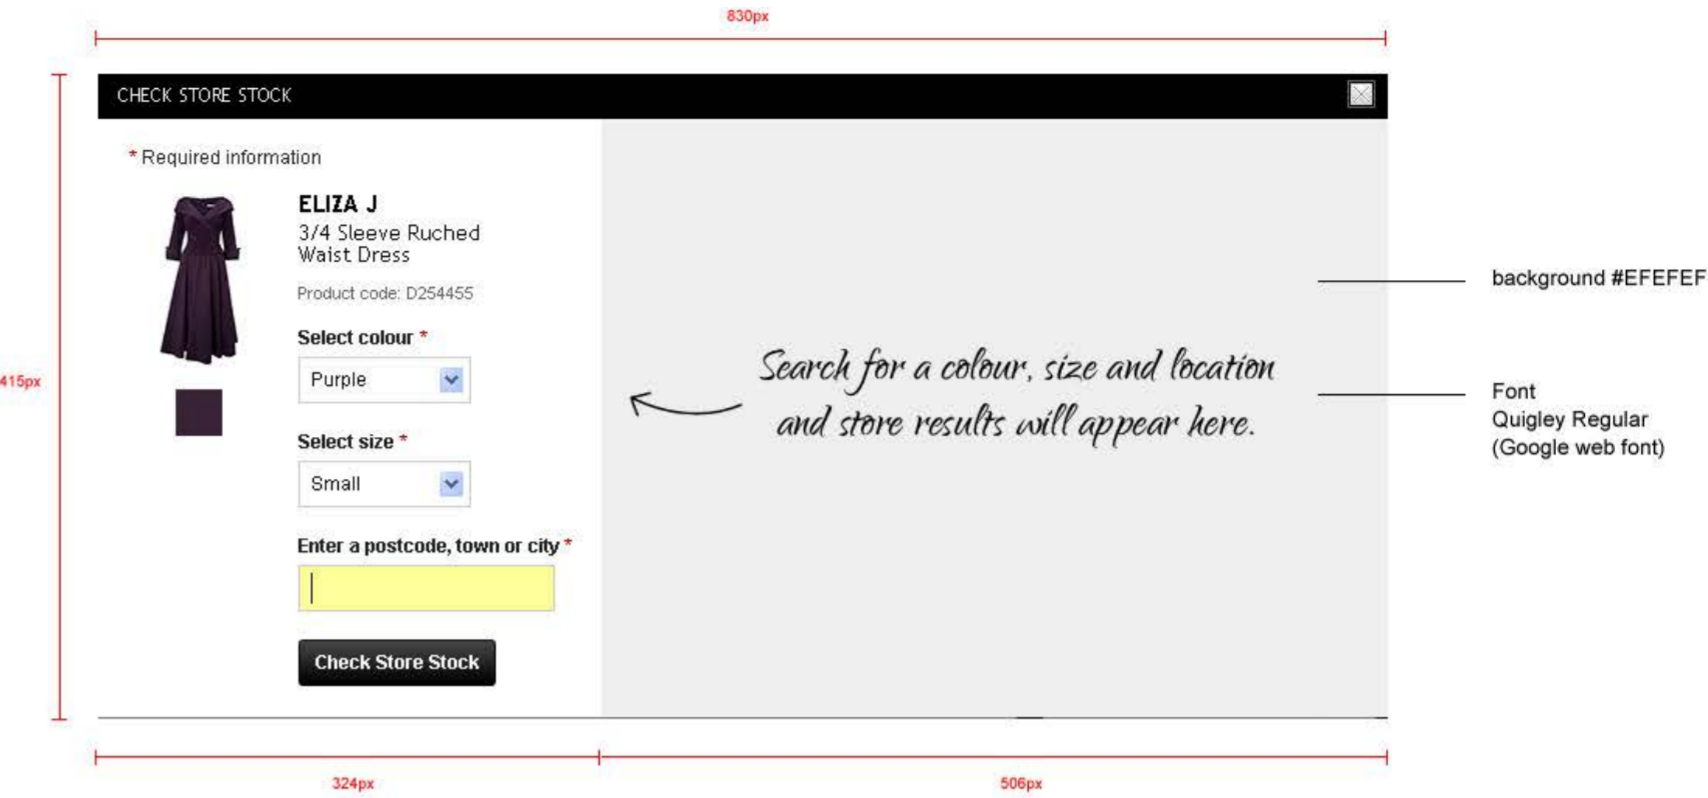 830px
CHECK STORE STOCK
* Required information
ELIZA J
3/4 Sleeve Ruched
Waist Dress
Product code: D254455
Select colour *
Purple
Select size *
Small
Enter a postcode, town or city *
Check Store Stock
Search for a colour, size and location
and store results will appear here.
background #EFEFEF
Font
Quigley Regular
(Google web font)
415px
324px
506px